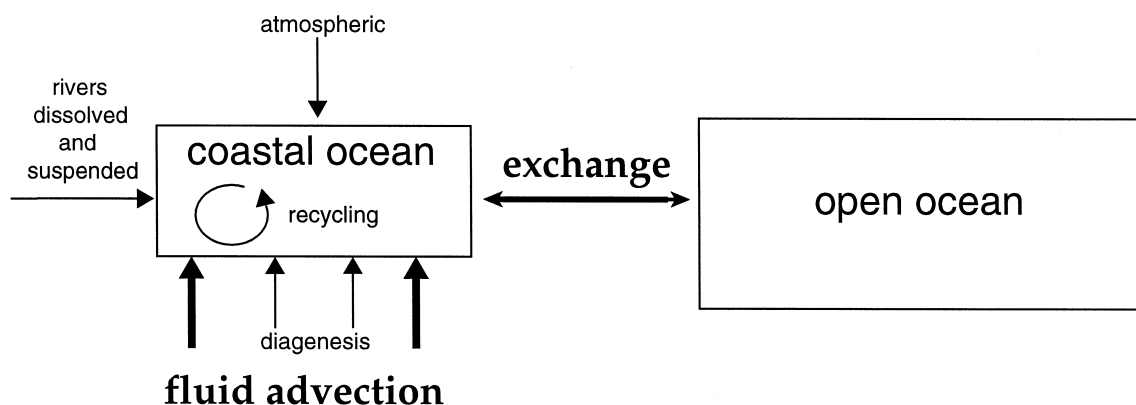 atmospheric
rivers
dissolved
and
suspended
coastal ocean
recycling
exchange
open ocean
diagenesis
fluid advection